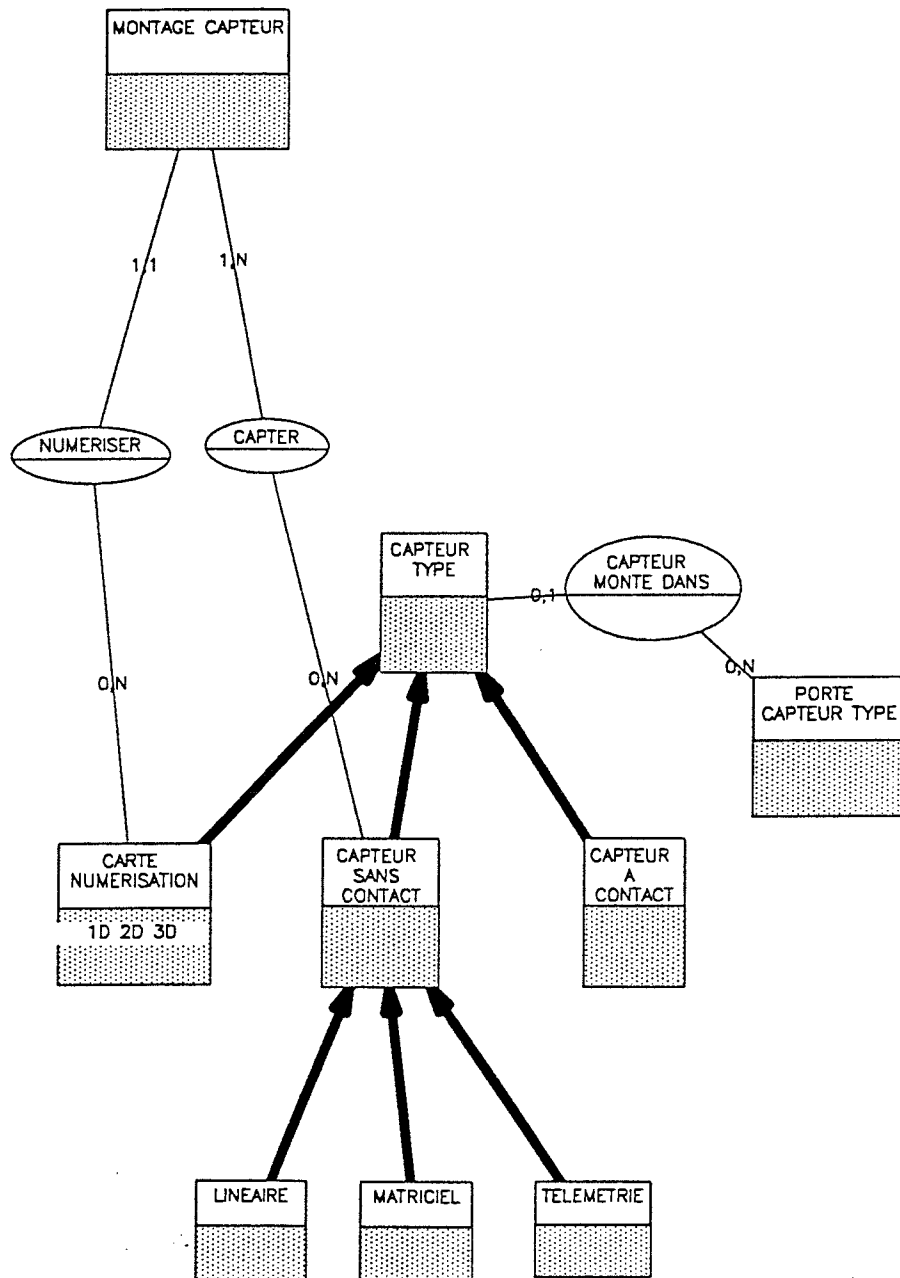 MONTAGE CAPTEUR
1,1
1,N
NUMERISER
CAPTER
CAPTEUR
TYPE
CAPTEUR
MONTE DANS
0,1
0,N
0,N
0,N
PORTE
CAPTEUR TYPE
CARTE
NUMERISATION
1D 2D 3D
CAPTEUR
SANS
CONTACT
CAPTEUR
A
CONTACT
LINEAIRE
MATRICIEL
TELEMETRIE